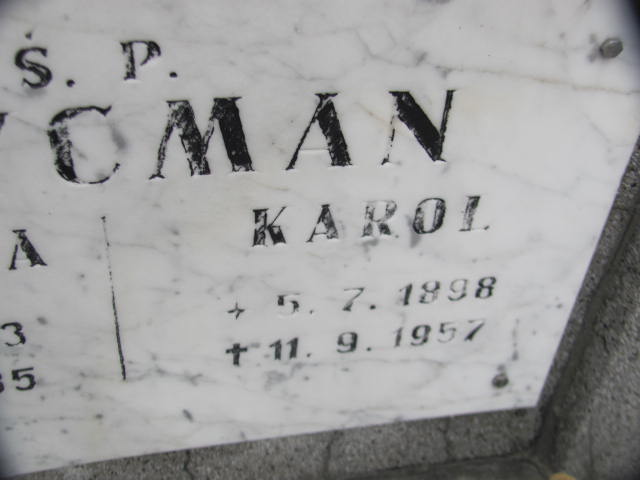 S. P.
CMAN
A KAROL
3 + 5. 7. 1898
35 ✝ 11. 9. 1957